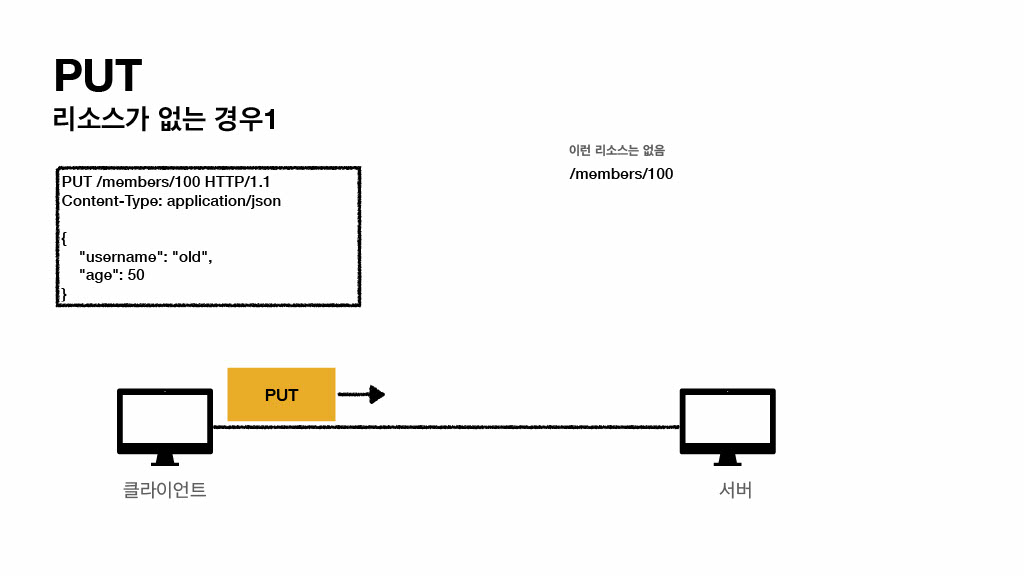 PUT
리소스가 없는 경우1
이런 리소스는 없음
/members/100
PUT /members/100 HTTP/1.1
Content-Type: application/json
{
"username": "old",
"age": 50
}
PUT
클라이언트
서버